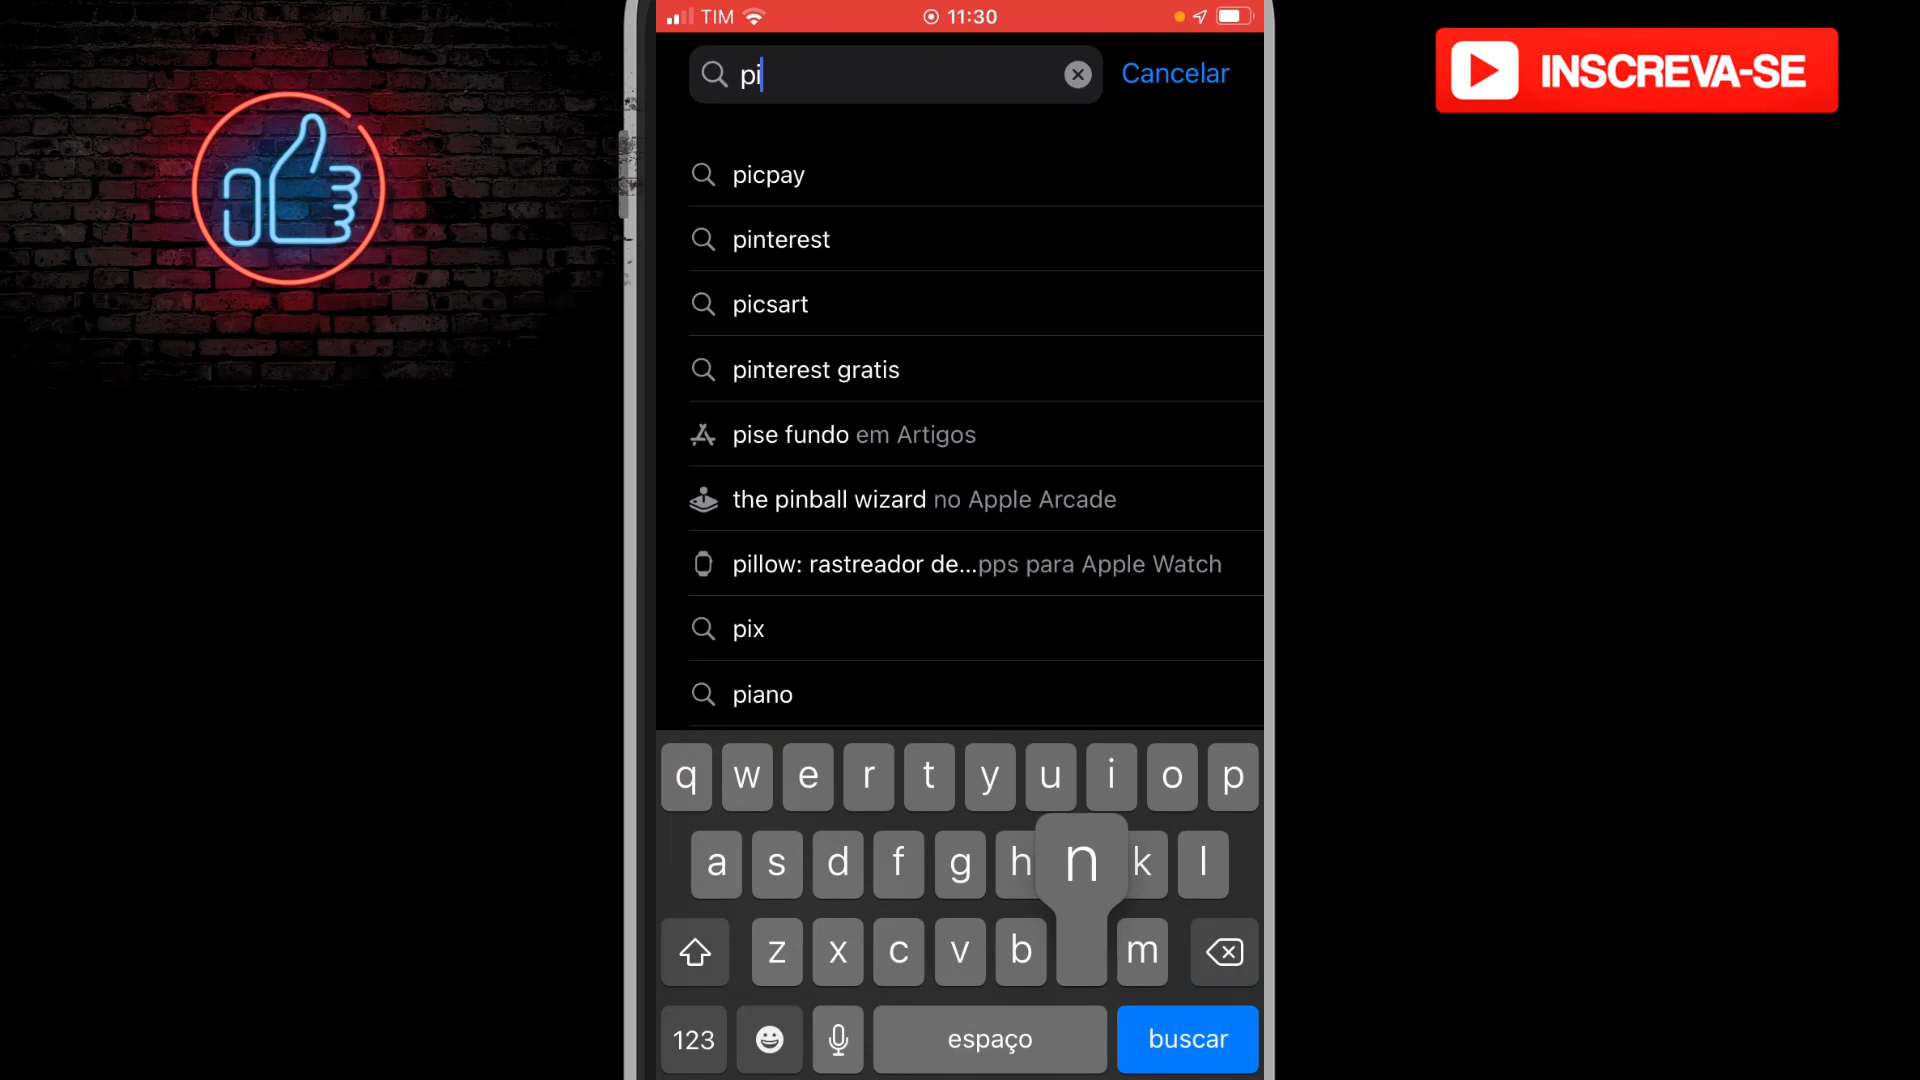 TIM 11:30
pi Cancelar
INSCREVA-SE
picpay
pinterest
picsart
pinterest gratis
pise fundo em Artigos
the pinball wizard no Apple Arcade
pillow: rastreador de...pps para Apple Watch
pix
piano
q w e r t y u i o p
a s d f g h n k l
z x c v b m
123 espaço buscar